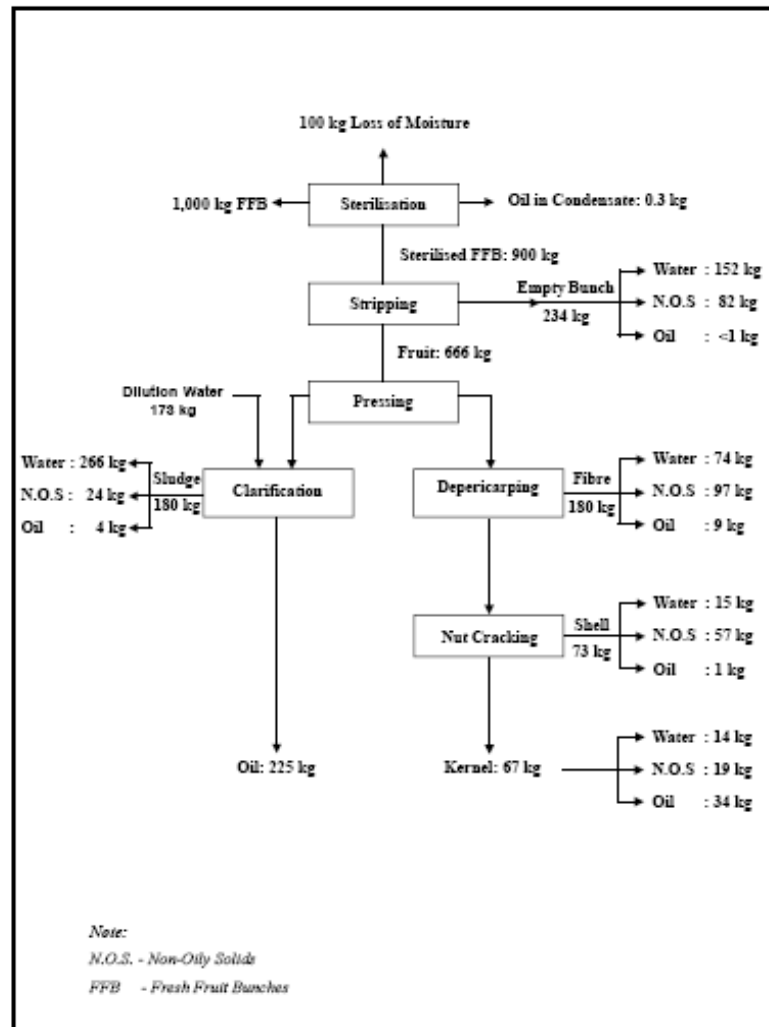 100 kg Loss of Moisture
1,000 kg FFB
Sterilisation
Oil in Condensate: 0.3 kg
Sterilised FFB: 900 kg
Stripping
Empty Bunch
234 kg
Water : 152 kg
N.O.S : 82 kg
Oil : <1 kg
Fruit: 666 kg
Dilution Water
173 kg
Pressing
Water : 266 kg
N.O.S : 24 kg
Oil : 4 kg
Sludge
180 kg
Clarification
Depericarping
Fibre
180 kg
Water : 74 kg
N.O.S : 97 kg
Oil : 9 kg
Nut Cracking
Shell
73 kg
Water : 15 kg
N.O.S : 57 kg
Oil : 1 kg
Oil: 225 kg
Kernel: 67 kg
Water : 14 kg
N.O.S : 19 kg
Oil : 34 kg
Note:
N.O.S. - Non-Oily Solids
FFB - Fresh Fruit Bunches